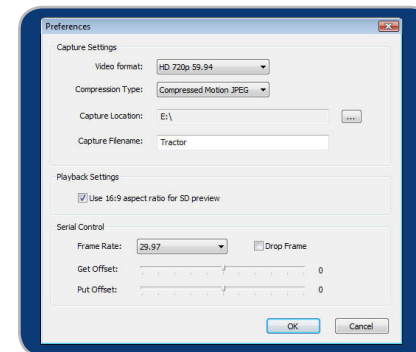 Preferences
Capture Settings
Video format: HD 720p 59.94
Compression Type: Compressed Motion JPEG
Capture Location: E:\ ...
Capture Filename: Tractor
Playback Settings
Use 16:9 aspect ratio for SD preview
Serial Control
Frame Rate: 29.97 Drop Frame
Get Offset: 0
Put Offset: 0
OK Cancel